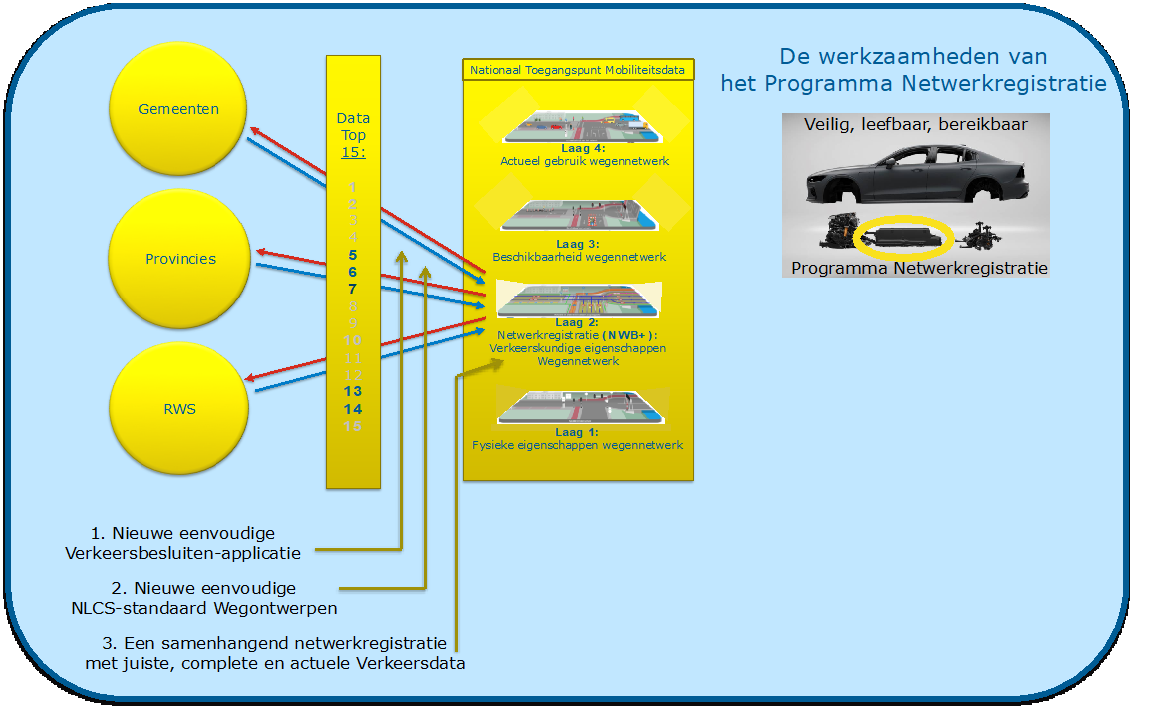 De werkzaamheden van
het Programma Netwerkregistratie
Gemeenten
Provincies
RWS
Data
Top
15:
1
2
3
4
5
6
7
8
9
10
11
12
13
14
15
Nationaal Toegangspunt Mobiliteitsdata
Laag 4:
Actueel gebruik wegennetwerk
Laag 3:
Beschikbaarheid wegennetwerk
Laag 2:
Netwerkregistratie (NWB+):
Verkeerskundige eigenschappen
Wegennetwerk
Laag 1:
Fysieke eigenschappen wegennetwerk
Veilig, leefbaar, bereikbaar
Programma Netwerkregistratie
1. Nieuwe eenvoudige
Verkeersbesluiten-applicatie
2. Nieuwe eenvoudige
NLCS-standaard Wegontwerpen
3. Een samenhangend netwerkregistratie
met juiste, complete en actuele Verkeersdata